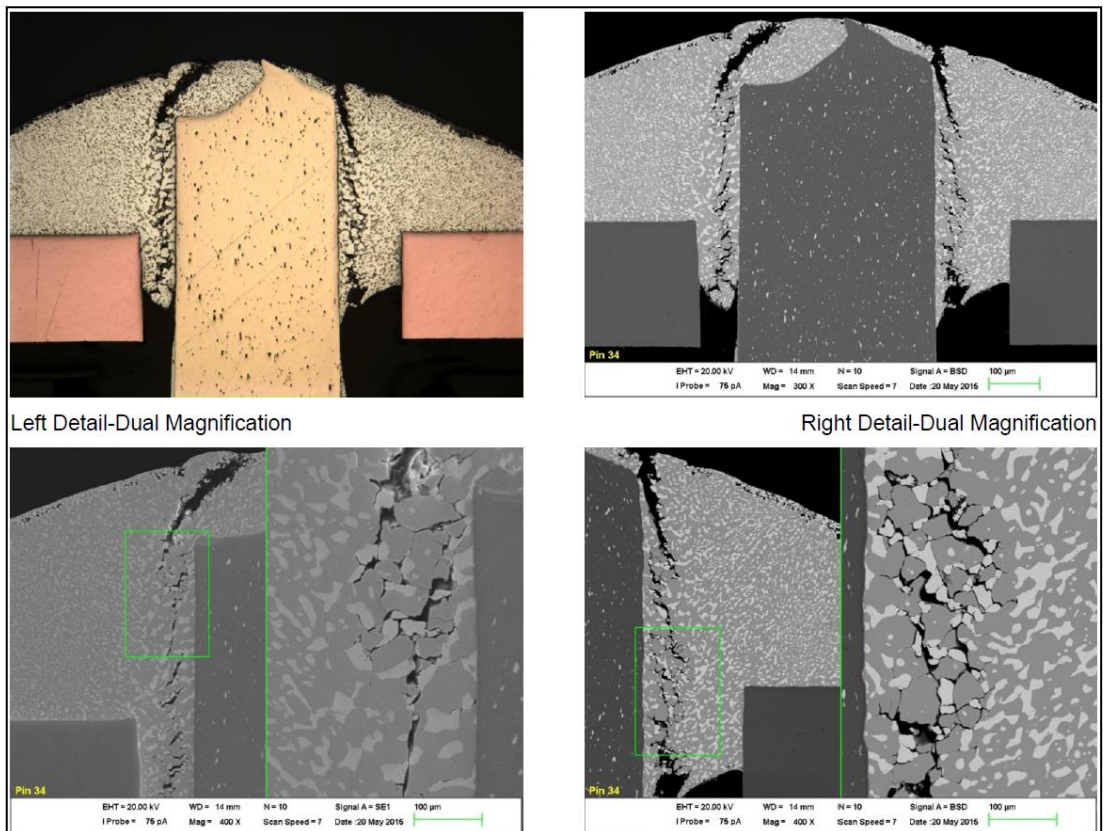 Pin 34
EHT = 20.00 kV WD = 14 mm N = 10 Signal A = BSD 100 µm
I Probe = 75 pA Mag = 300 X Scan Speed = 7 Date :20 May 2015
Left Detail-Dual Magnification
Right Detail-Dual Magnification
Pin 34
EHT = 20.00 kV WD = 14 mm N = 10 Signal A = SE1 100 µm
I Probe = 75 pA Mag = 400 X Scan Speed = 7 Date :20 May 2015
EHT = 20.00 kV WD = 14 mm N = 10 Signal A = BSD 100 µm
I Probe = 75 pA Mag = 400 X Scan Speed = 7 Date :20 May 2015
Pin 34